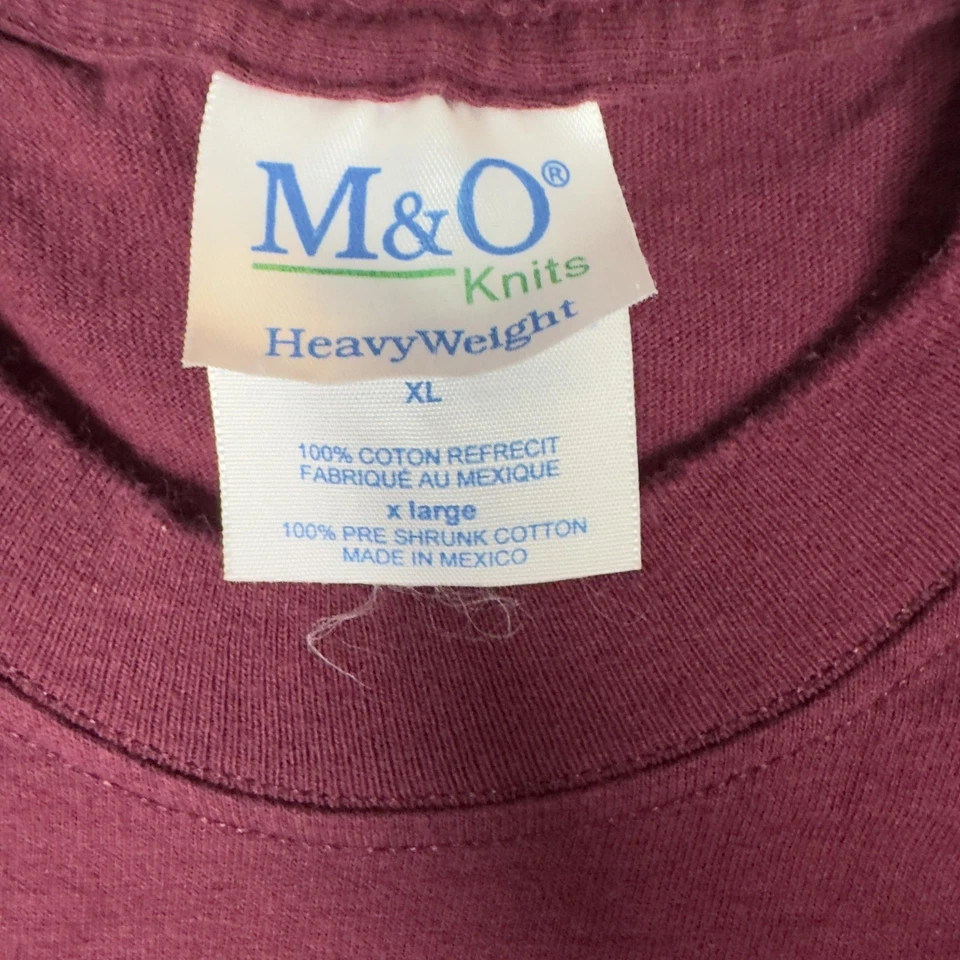 M&O®
Knits
HeavyWeight
XL
100% COTON REFRECIT
FABRIQUÉ AU MEXIQUE
x large
100% PRE SHRUNK COTTON
MADE IN MEXICO